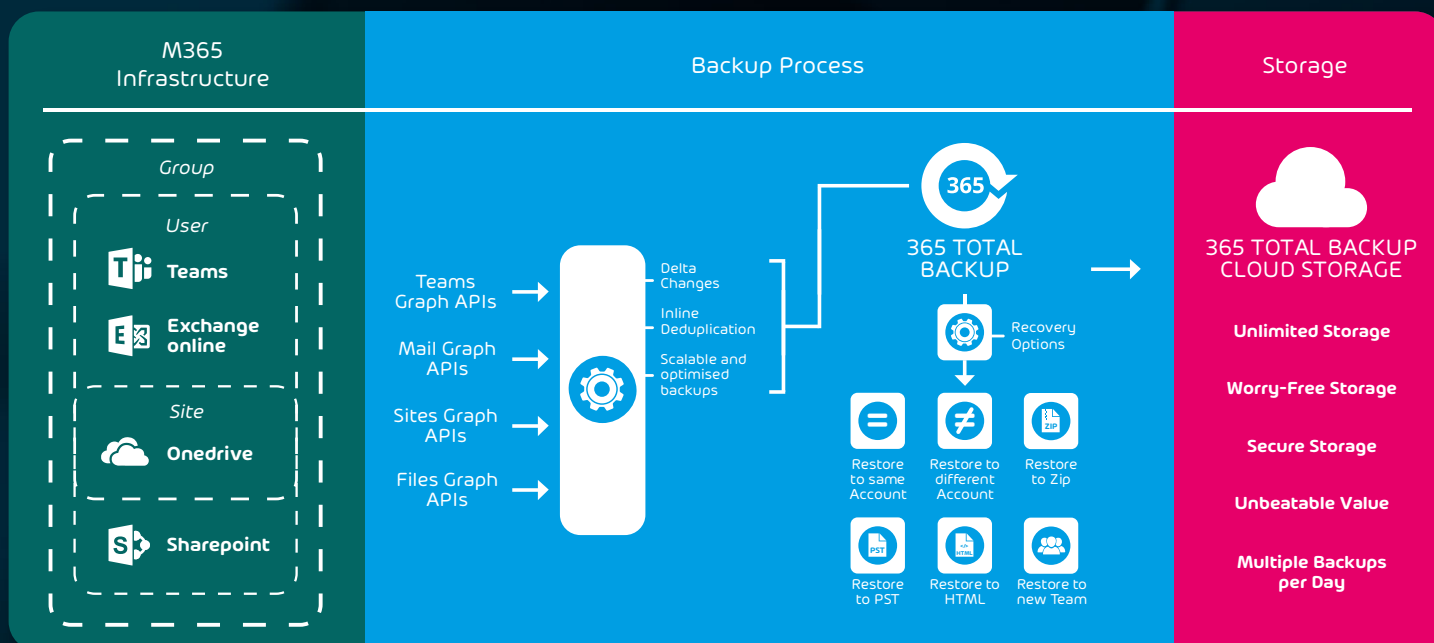 M365
Infrastructure
Backup Process
Storage
Group
User
T
Teams
E
Exchange
online
Site
Onedrive
S
Sharepoint
Teams
Graph APIs
Mail Graph
APIs
Sites Graph
APIs
Files Graph
APIs
Delta
Changes
Inline
Deduplication
Scalable and
optimised
backups
365
365 TOTAL
BACKUP
Recovery
Options
=
≠
ZIP
Restore
to same
Account
Restore to
different
Account
Restore
to Zip
PST
</>
HTML
Restore
to PST
Restore to
HTML
Restore to
new Team
365 TOTAL BACKUP
CLOUD STORAGE
Unlimited Storage
Worry-Free Storage
Secure Storage
Unbeatable Value
Multiple Backups
per Day